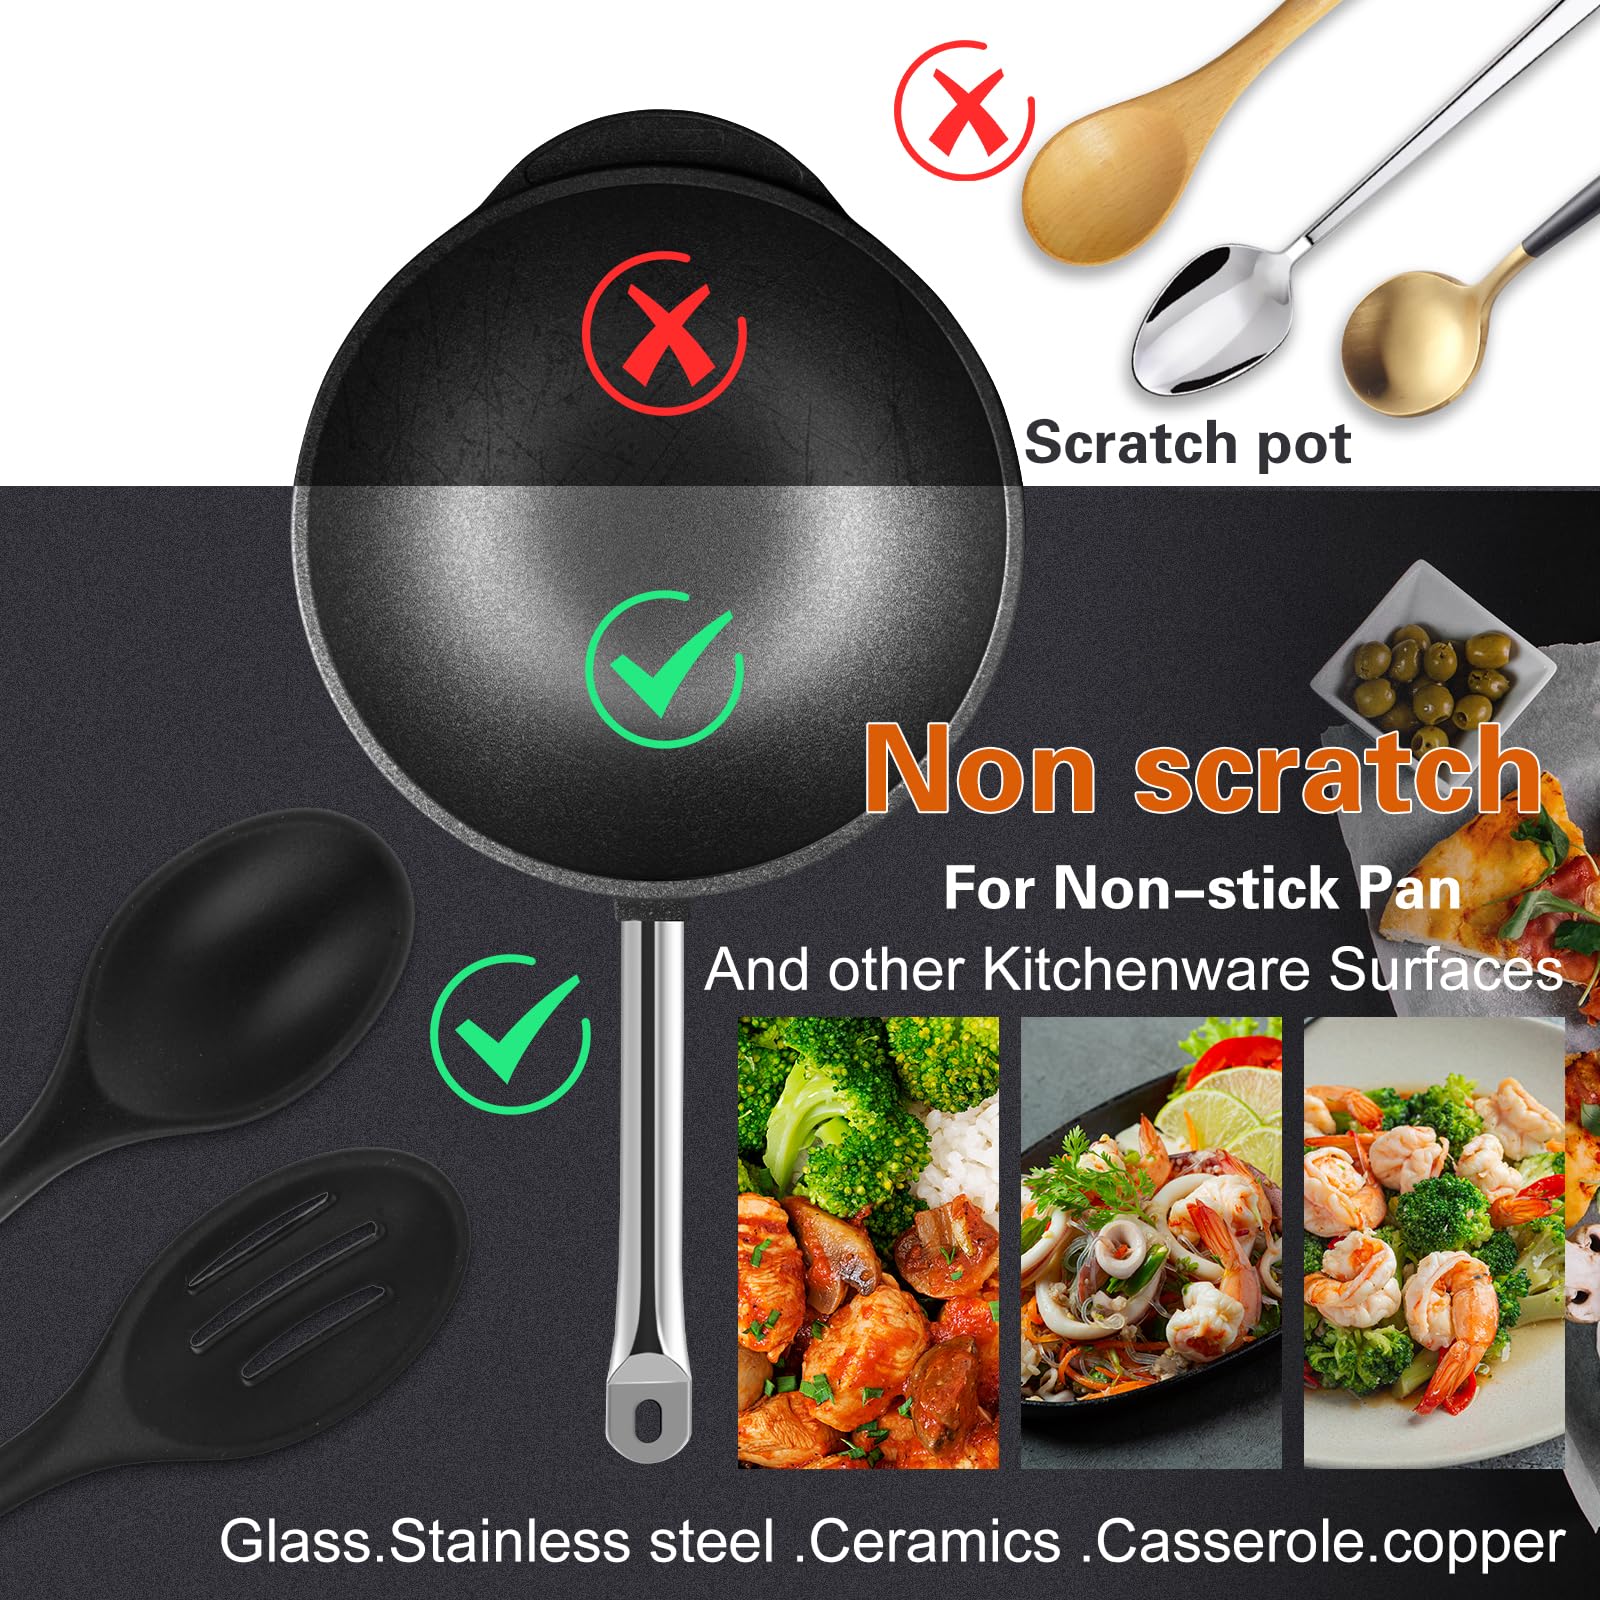 Scratch pot
Non scratch
For Non-stick Pan
And other Kitchenware Surfaces
Glass.Stainless steel .Ceramics .Casserole.copper